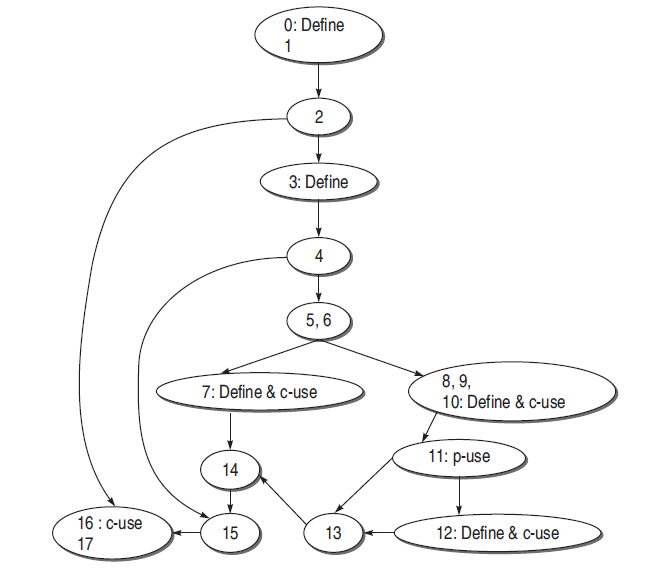 0: Define
1
2
3: Define
4
5, 6
7: Define & c-use
8, 9,
10: Define & c-use
11: p-use
14
16 : c-use
17
15
13
12: Define & c-use